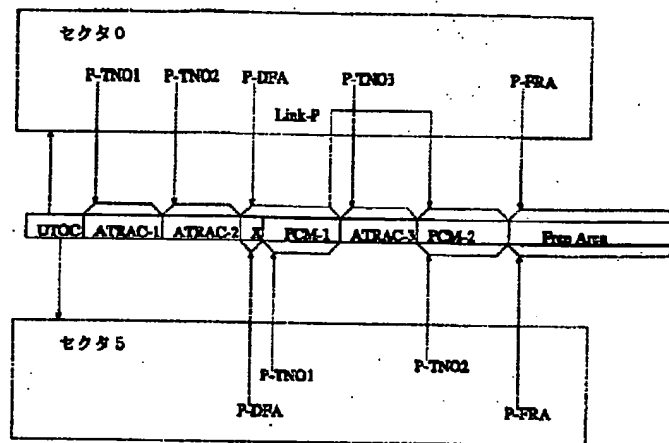 セクタ0
P-TNO1 P-TNO2 P-DFA P-TNO3 P-FRA
Link-P
UTOC ATRAC-1 ATRAC-2 X PCM-1 ATRAC-3 PCM-2 Free Area
セクタ5
P-TNO1 P-TNO2
P-DFA P-FRA